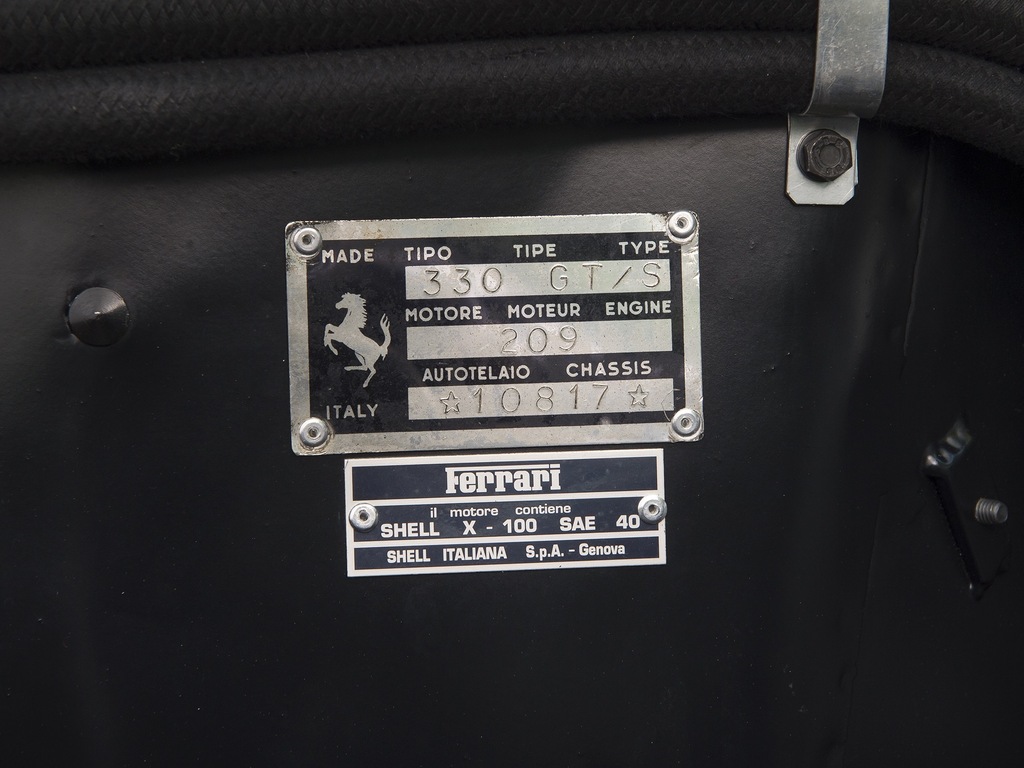 MADE TIPO TIPE TYPE
330 GT/S
MOTORE MOTEUR ENGINE
209
AUTOTELAIO CHASSIS
☆10817☆
ITALY
Ferrari
il motore contiene
SHELL X - 100 SAE 40
SHELL ITALIANA S.p.A. - Genova